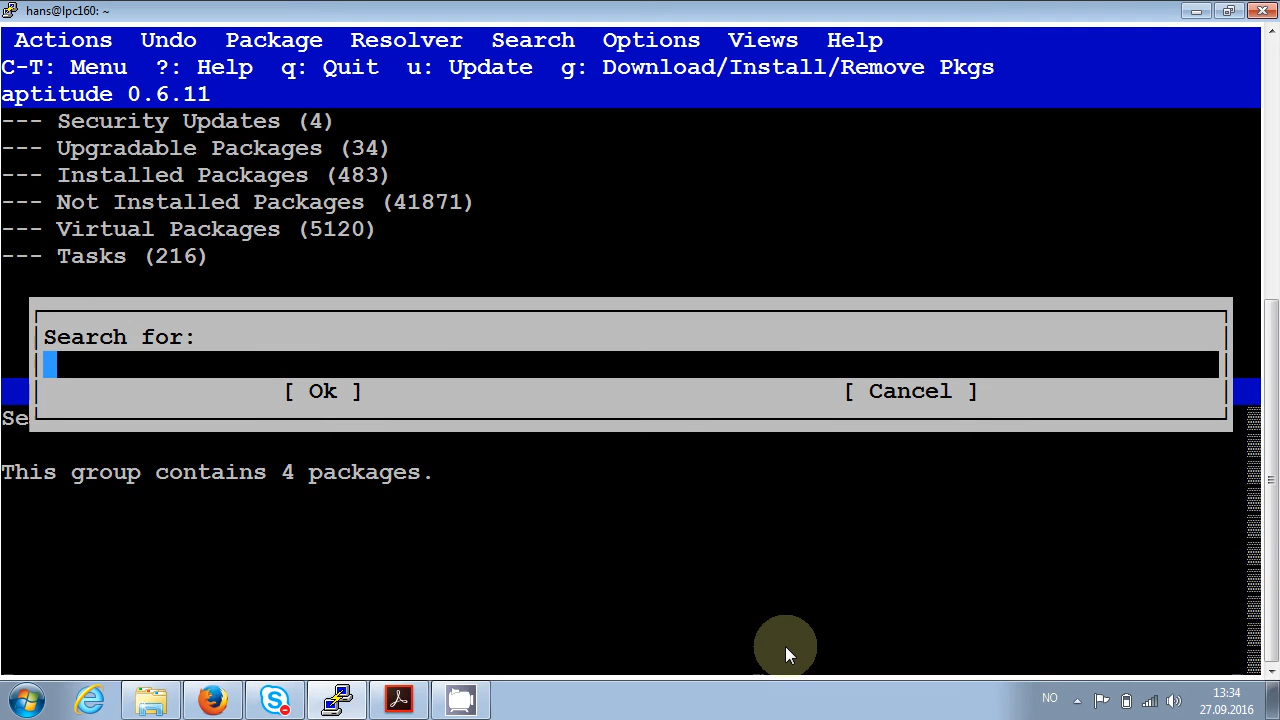 hans@lpc160: ~
Actions Undo Package Resolver Search Options Views Help
C-T: Menu ?: Help q: Quit u: Update g: Download/Install/Remove Pkgs
aptitude 0.6.11
--- Security Updates (4)
--- Upgradable Packages (34)
--- Installed Packages (483)
--- Not Installed Packages (41871)
--- Virtual Packages (5120)
--- Tasks (216)
Search for:
[ Ok ] [ Cancel ]
Se
This group contains 4 packages.
NO
13:34
27.09.2016